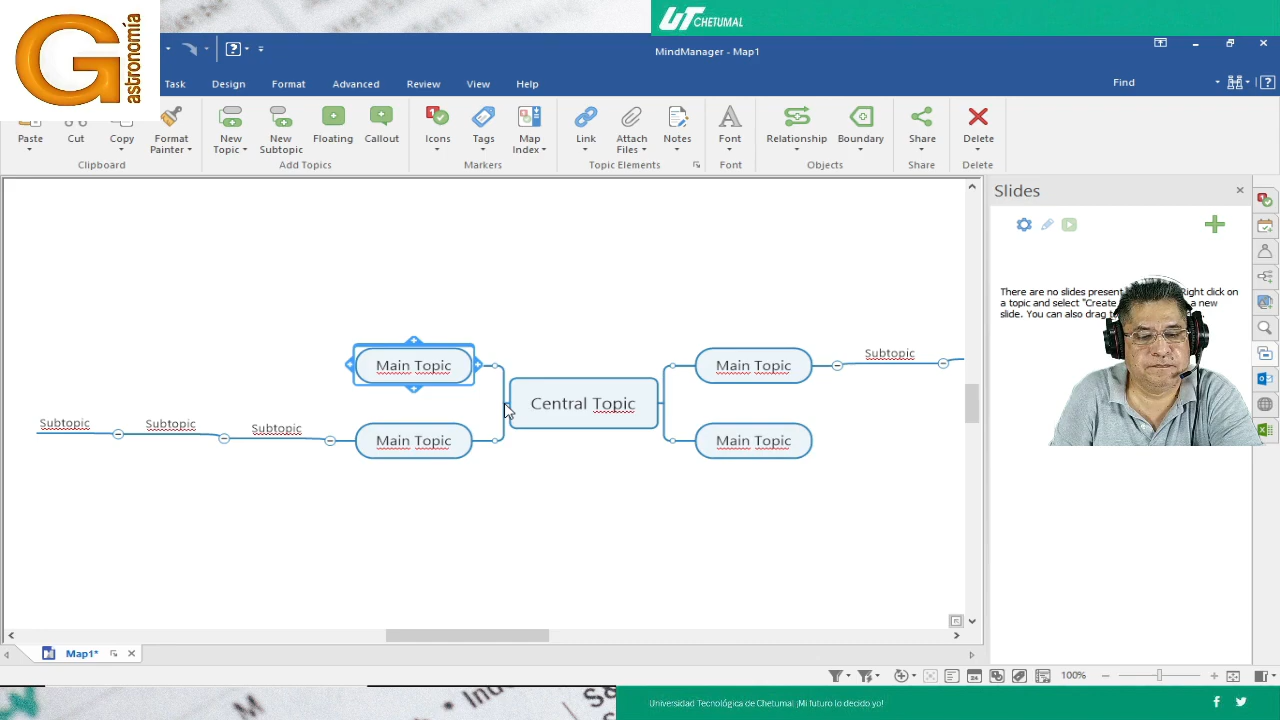 Gastronomía
UT CHETUMAL
MindManager - Map1
Task
Design
Format
Advanced
Review
View
Help
Find
Paste
Cut
Copy
Format
Painter
New
Topic
New
Subtopic
Floating
Callout
Icons
Tags
Map
Index
Link
Attach
Files
Notes
Font
Relationship
Boundary
Share
Delete
Clipboard
Add Topics
Markers
Topic Elements
Font
Objects
Share
Delete
Slides
There are no slides present
Right click on
a topic and select "Create
a new
slide. You can also drag
Main Topic
Main Topic
Subtopic
Central Topic
Subtopic
Subtopic
Subtopic
Main Topic
Main Topic
Map1*
100%
Universidad Tecnológica de Chetumal ¡Mi futuro lo decido yo!